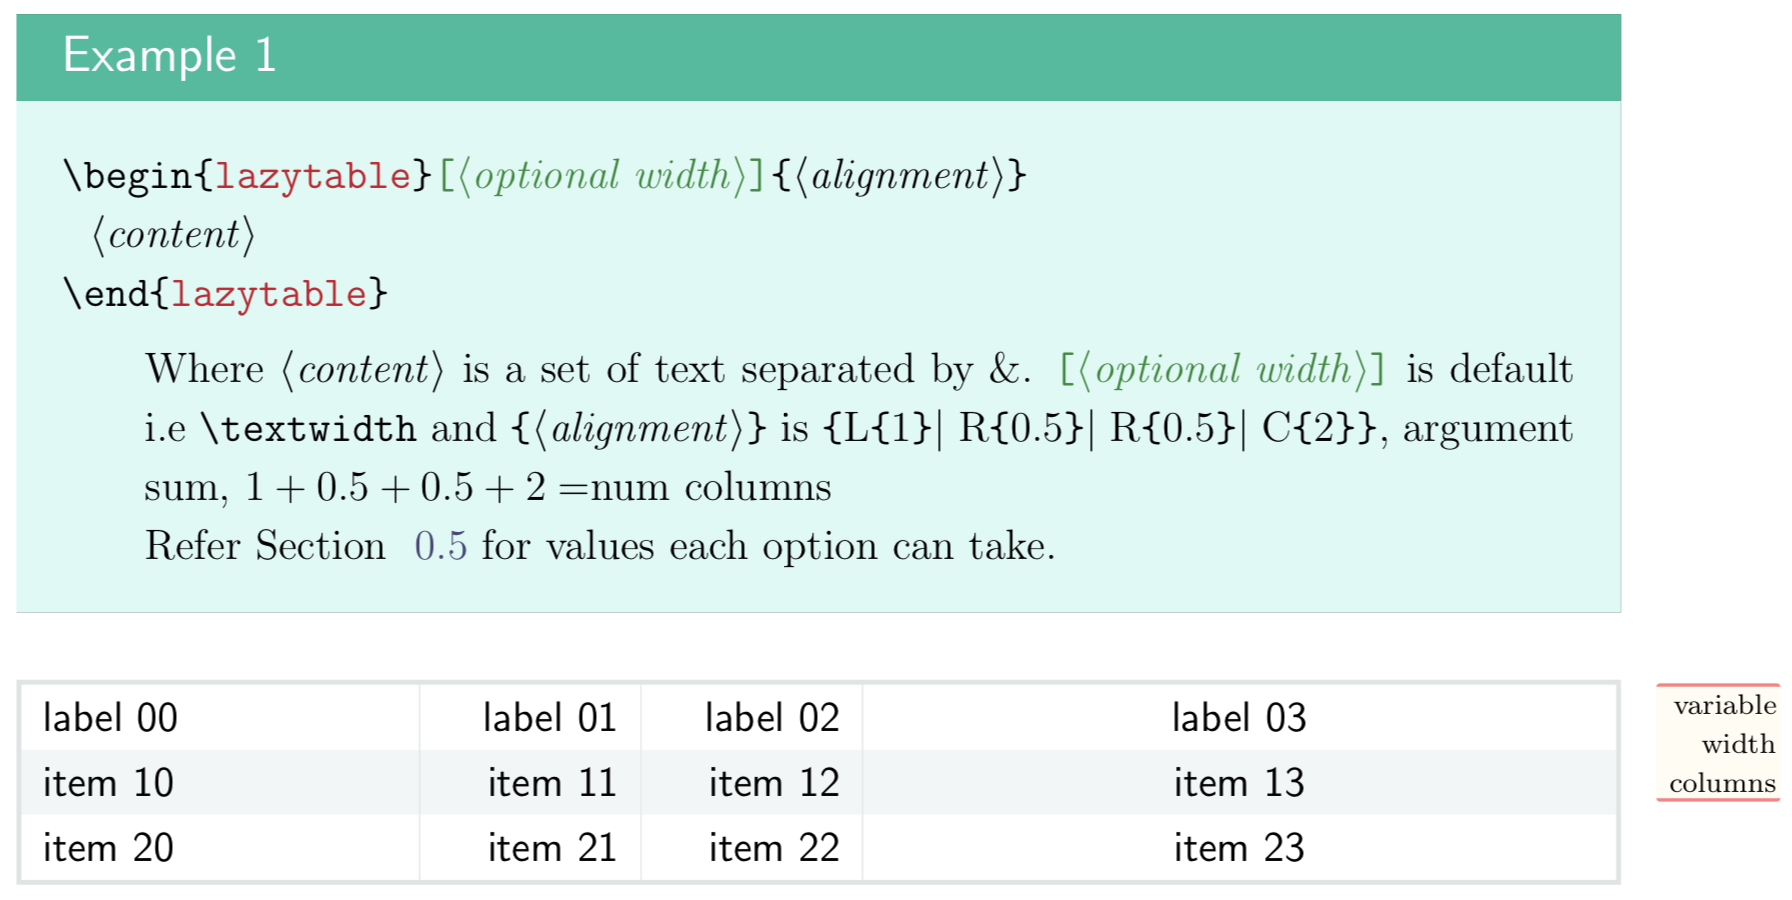 Example 1
\begin{lazytable}[⟨optional width⟩]{⟨alignment⟩}
⟨content⟩
\end{lazytable}
Where ⟨content⟩ is a set of text separated by &. [⟨optional width⟩] is default
i.e \textwidth and {⟨alignment⟩} is {L{1}| R{0.5}| R{0.5}| C{2}}, argument
sum, 1 + 0.5 + 0.5 + 2 =num columns
Refer Section 0.5 for values each option can take.
label 00 label 01 label 02 label 03
item 10 item 11 item 12 item 13
item 20 item 21 item 22 item 23
variable
width
columns